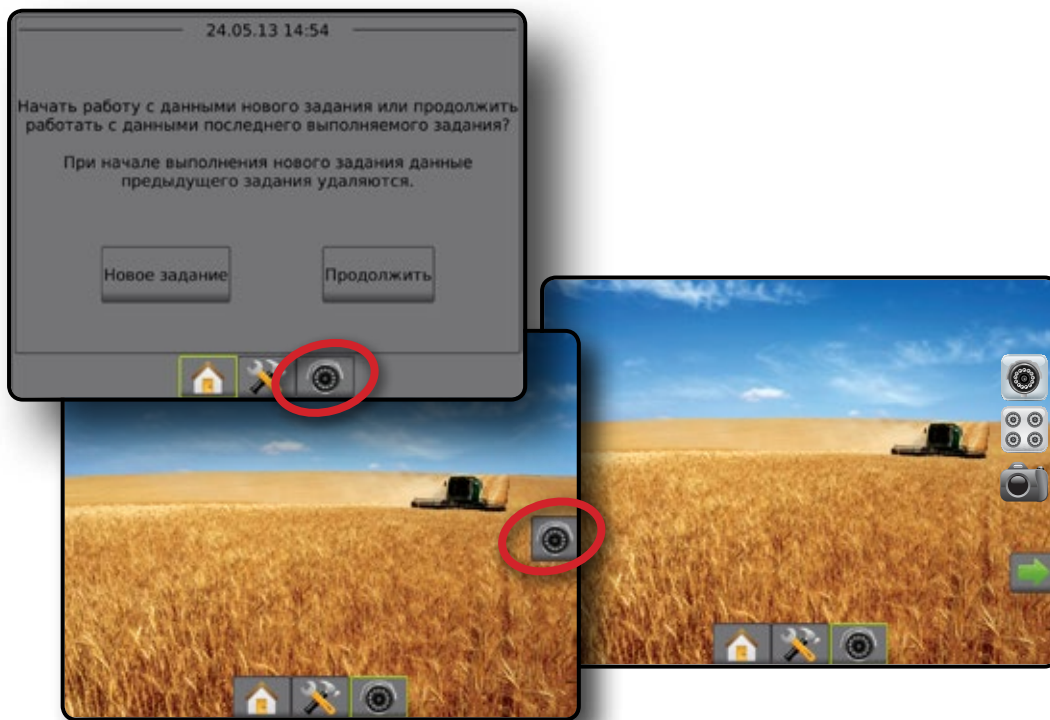 24.05.13 14:54
Начать работу с данными нового задания или продолжить
работать с данными последнего выполняемого задания?
При начале выполнения нового задания данные
предыдущего задания удаляются.
Новое задание
Продолжить